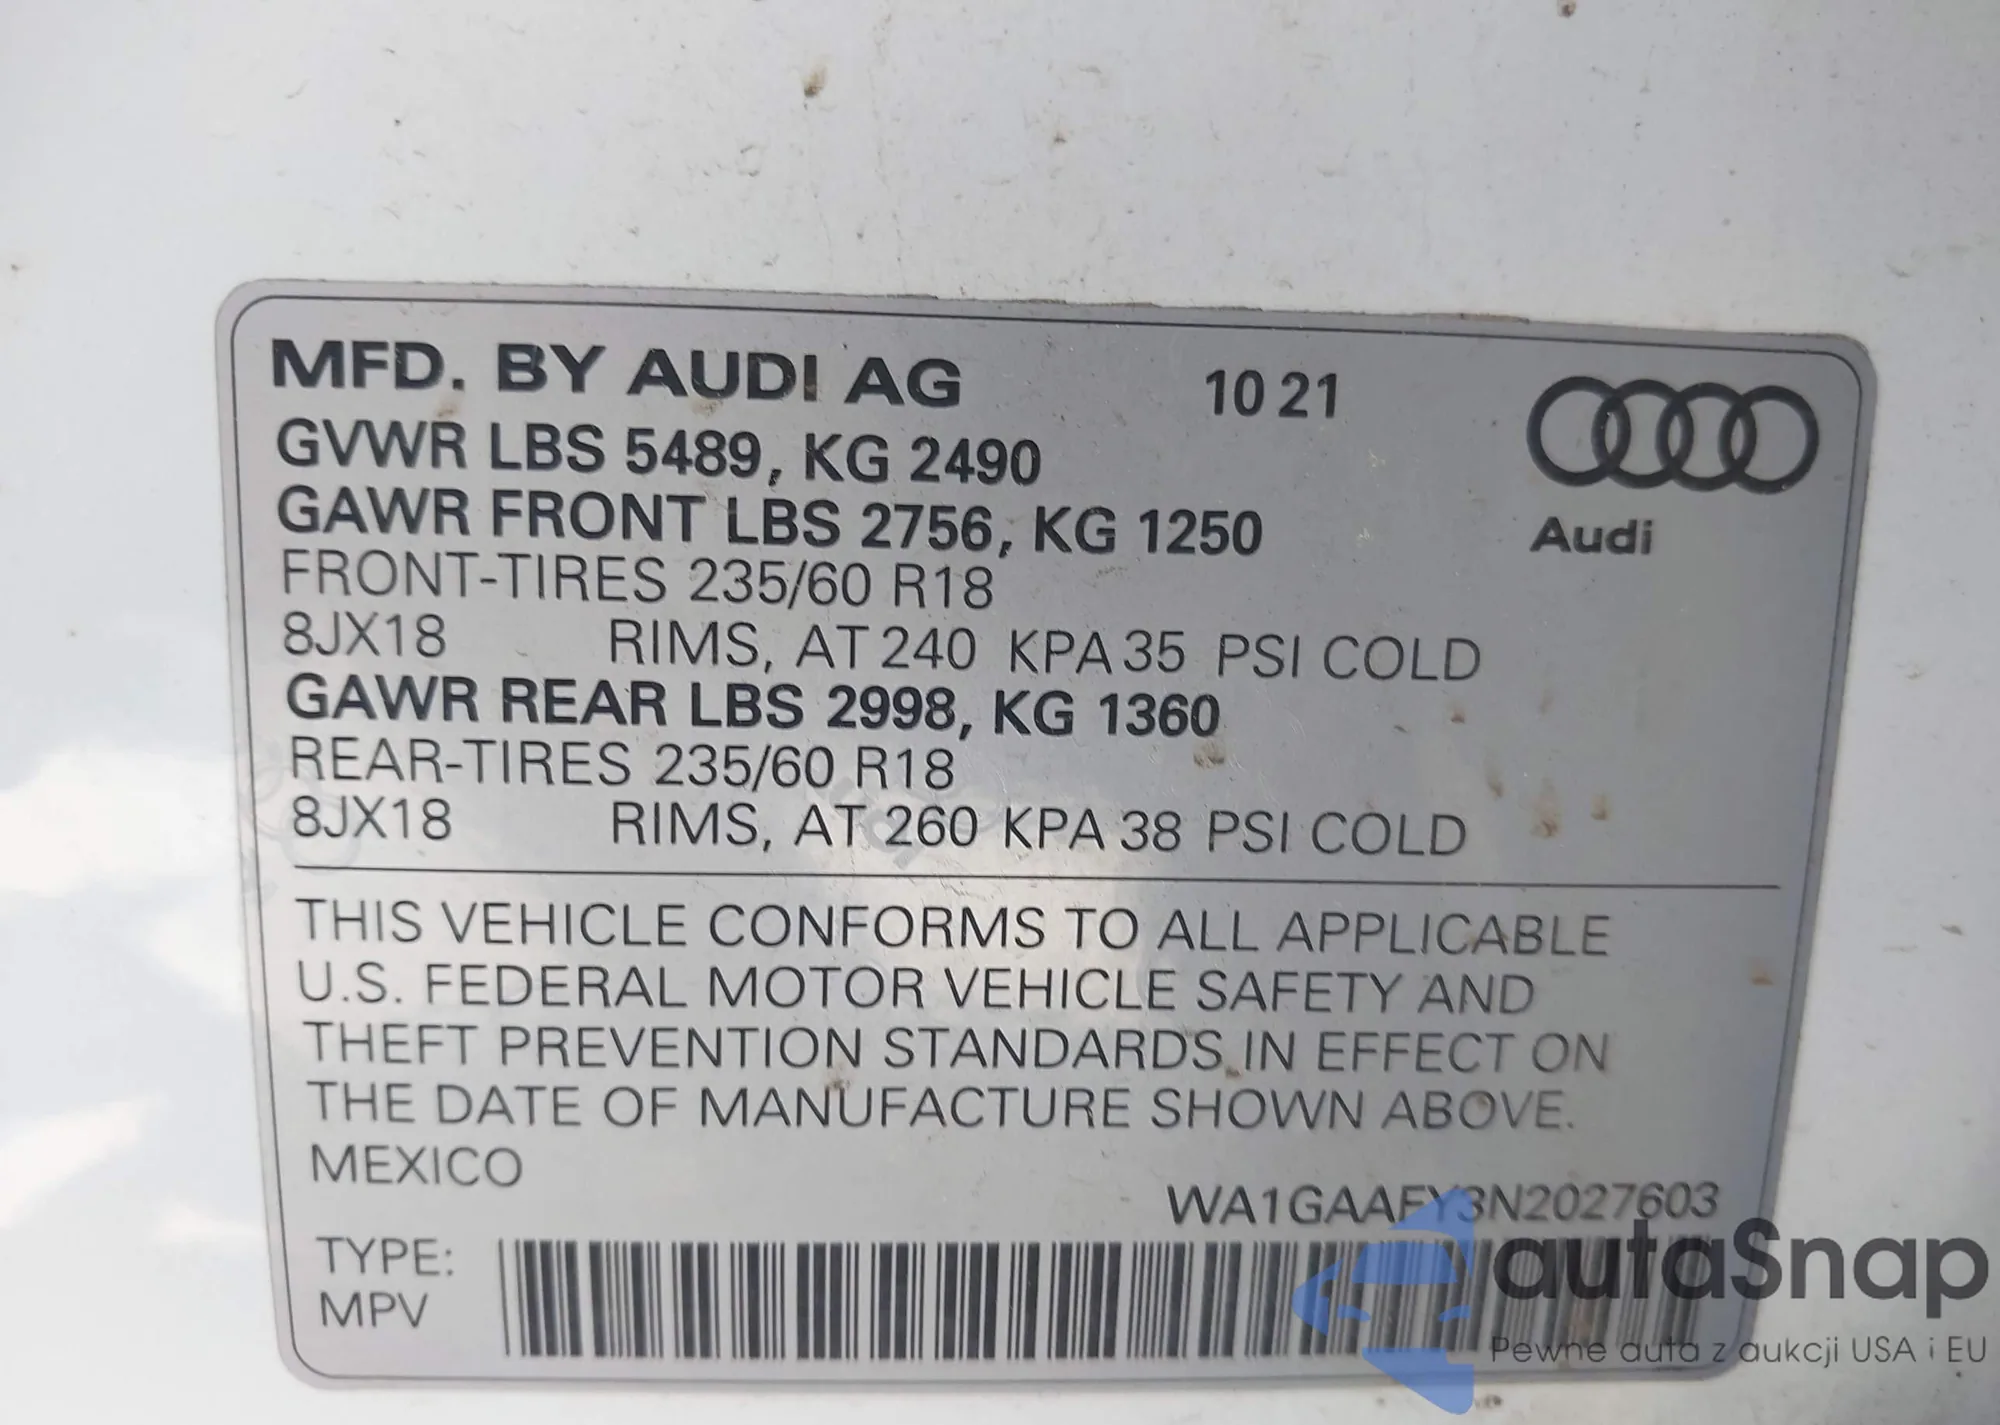 MFD. BY AUDI AG 10 21
GVWR LBS 5489, KG 2490
GAWR FRONT LBS 2756, KG 1250
Audi
FRONT-TIRES 235/60 R18
8JX18 RIMS, AT 240 KPA 35 PSI COLD
GAWR REAR LBS 2998, KG 1360
REAR-TIRES 235/60 R18
8JX18 RIMS, AT 260 KPA 38 PSI COLD
THIS VEHICLE CONFORMS TO ALL APPLICABLE
U.S. FEDERAL MOTOR VEHICLE SAFETY AND
THEFT PREVENTION STANDARDS IN EFFECT ON
THE DATE OF MANUFACTURE SHOWN ABOVE.
MEXICO
WA1GAAFY3N2027603
TYPE:
MPV
autaSnap
Pewne auta z aukcji USA i EU